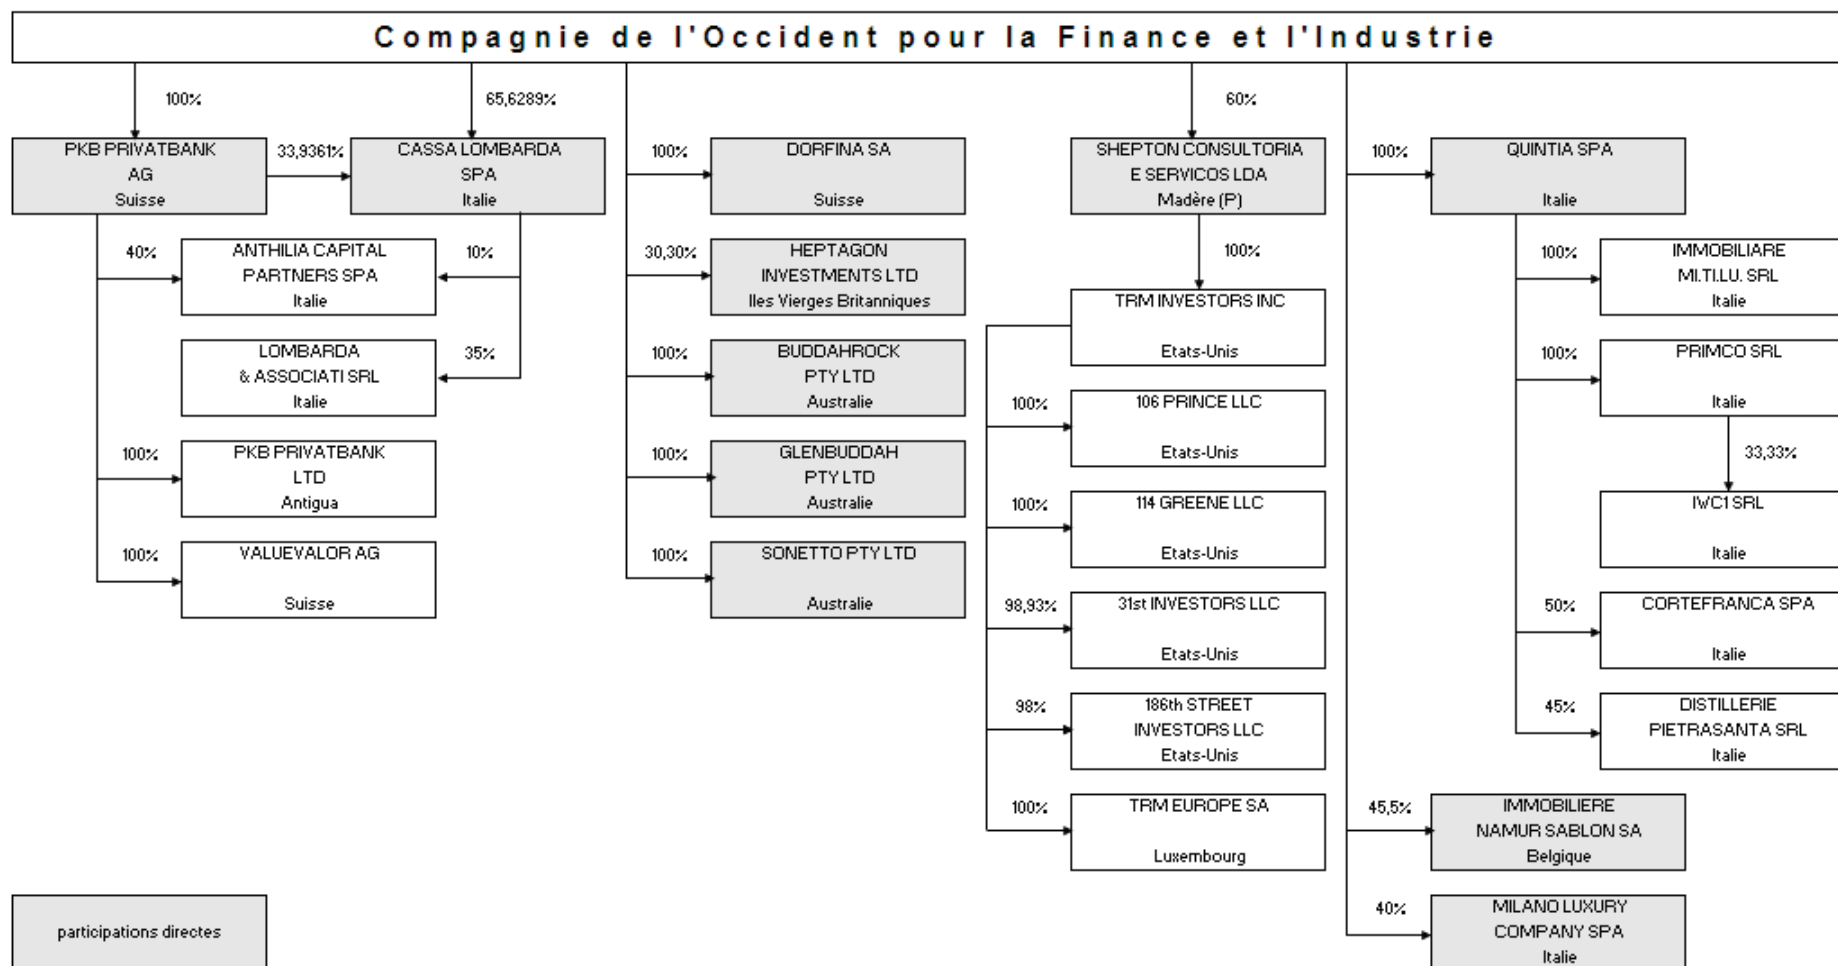 Compagnie de l'Occident pour la Finance et l'Industrie
100%
65,6289%
60%
PKB PRIVATBANK
AG
Suisse
33,9361%
CASSA LOMBARDA
SPA
Italie
100%
DORFINA SA
Suisse
SHEPTON CONSULTORIA
E SERVICOS LDA
Madère (P)
100%
QUINTIA SPA
Italie
40%
ANTHILIA CAPITAL
PARTNERS SPA
Italie
10%
30,30%
HEPTAGON
INVESTMENTS LTD
Iles Vierges Britanniques
100%
100%
IMMOBILIARE
MI.TI.LU. SRL
Italie
TRM INVESTORS INC
Etats-Unis
LOMBARDA
& ASSOCIATI SRL
Italie
35%
100%
BUDDAHROCK
PTY LTD
Australie
100%
PRIMCO SRL
Italie
100%
106 PRINCE LLC
Etats-Unis
33,33%
100%
PKB PRIVATBANK
LTD
Antigua
100%
GLENBUDDAH
PTY LTD
Australie
100%
114 GREENE LLC
Etats-Unis
IWC1 SRL
Italie
100%
VALUEVALOR AG
Suisse
100%
SONETTO PTY LTD
Australie
98,93%
31st INVESTORS LLC
Etats-Unis
50%
CORTEFRANCA SPA
Italie
98%
186th STREET
INVESTORS LLC
Etats-Unis
45%
DISTILLERIE
PIETRASANTA SRL
Italie
100%
TRM EUROPE SA
Luxembourg
45,5%
IMMOBILIERE
NAMUR SABLON SA
Belgique
participations directes
40%
MILANO LUXURY
COMPANY SPA
Italie